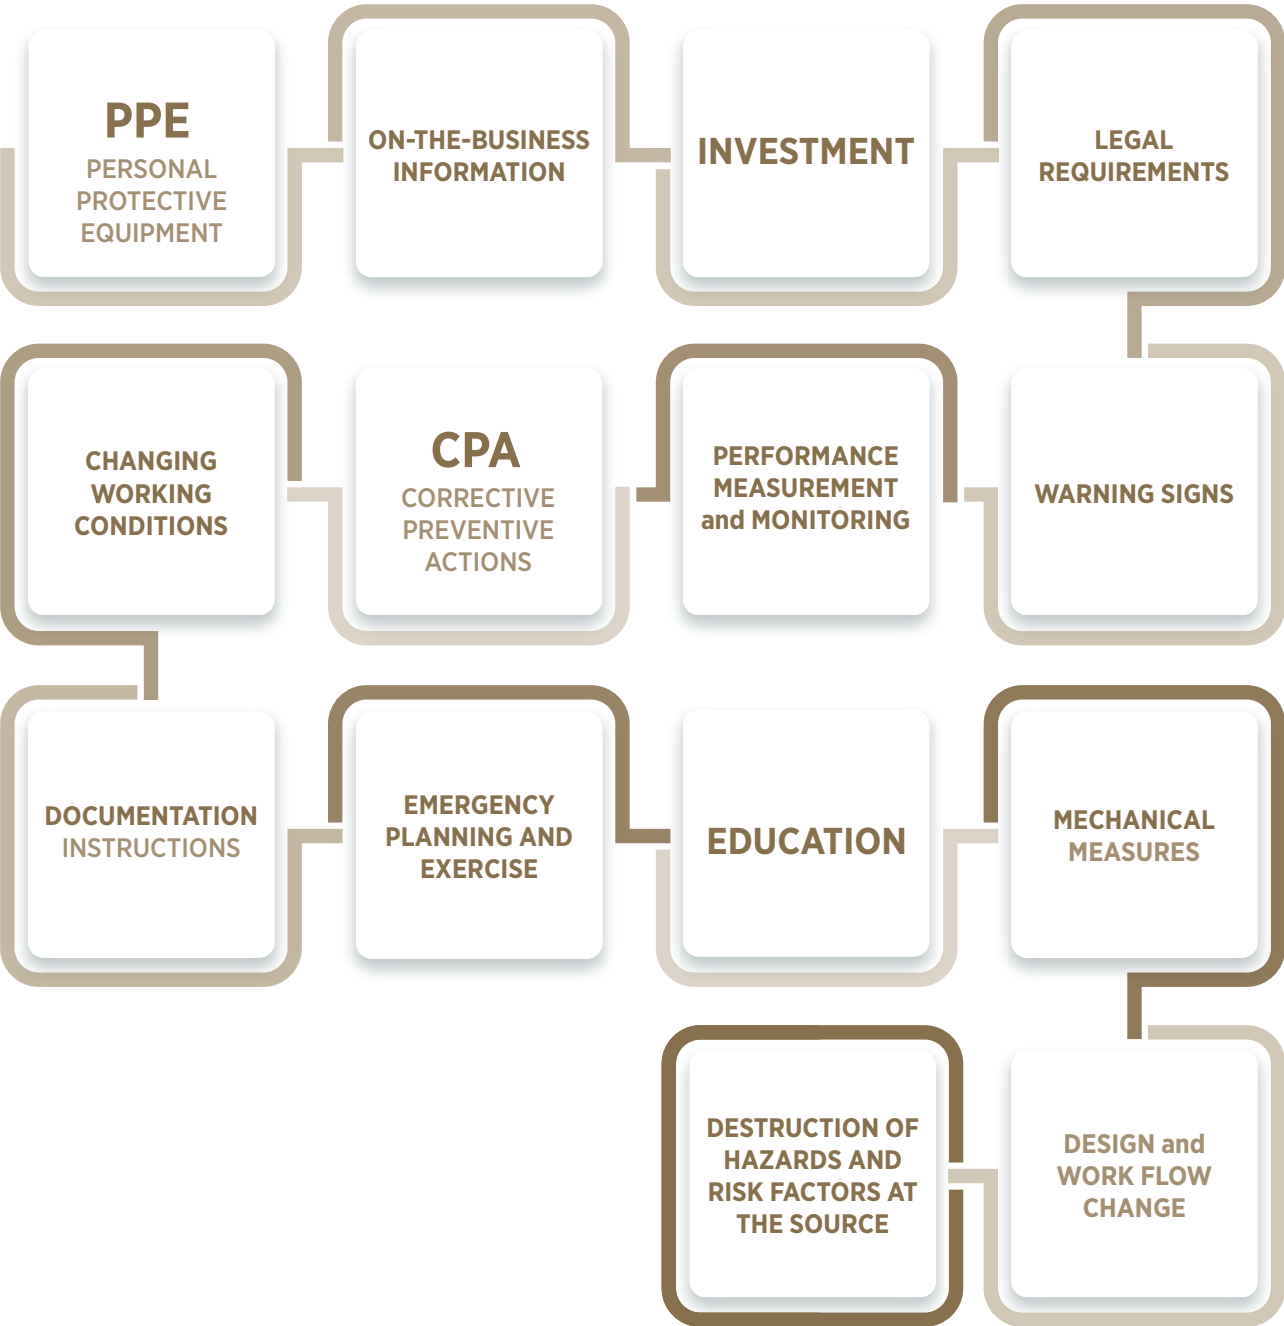 PPE
PERSONAL
PROTECTIVE
EQUIPMENT
ON-THE-BUSINESS
INFORMATION
INVESTMENT
LEGAL
REQUIREMENTS
CHANGING
WORKING
CONDITIONS
CPA
CORRECTIVE
PREVENTIVE
ACTIONS
PERFORMANCE
MEASUREMENT
and MONITORING
WARNING SIGNS
DOCUMENTATION
INSTRUCTIONS
EMERGENCY
PLANNING AND
EXERCISE
EDUCATION
MECHANICAL
MEASURES
DESTRUCTION OF
HAZARDS AND
RISK FACTORS AT
THE SOURCE
DESIGN and
WORK FLOW
CHANGE